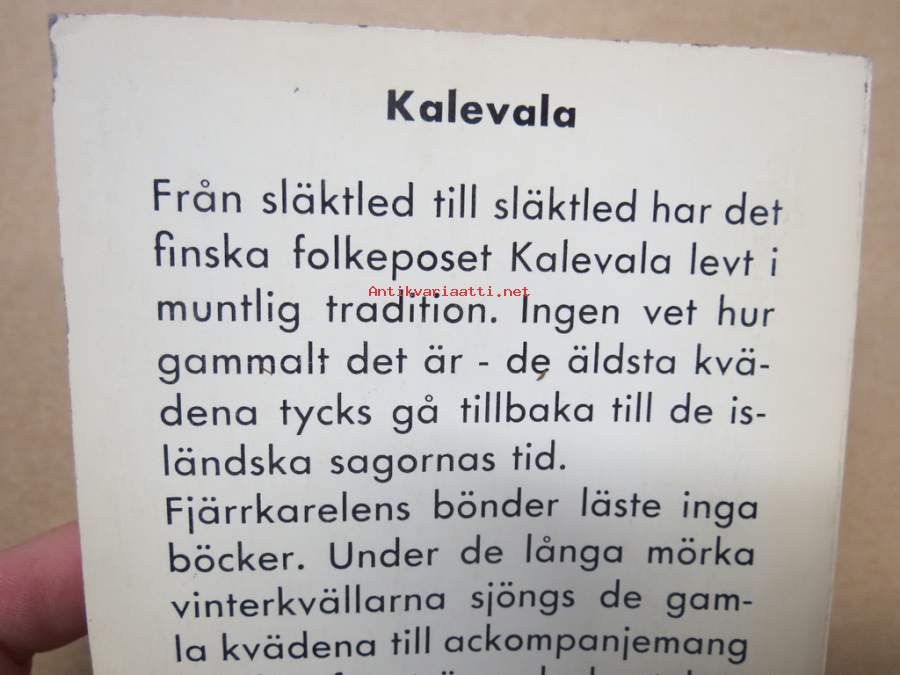 Kalevala
Från släktled till släktled har det
finska folkeposet Kalevala levt i
Antikvariaatti.net
muntlig tradition. Ingen vet hur
gammalt det är - de äldsta kvä-
dena tycks gå tillbaka till de is-
ländska sagornas tid.
Fjärrkarelens bönder läste inga
böcker. Under de långa mörka
vinterkvällarna sjöngs de gam-
la kvädena till ackompanjemang